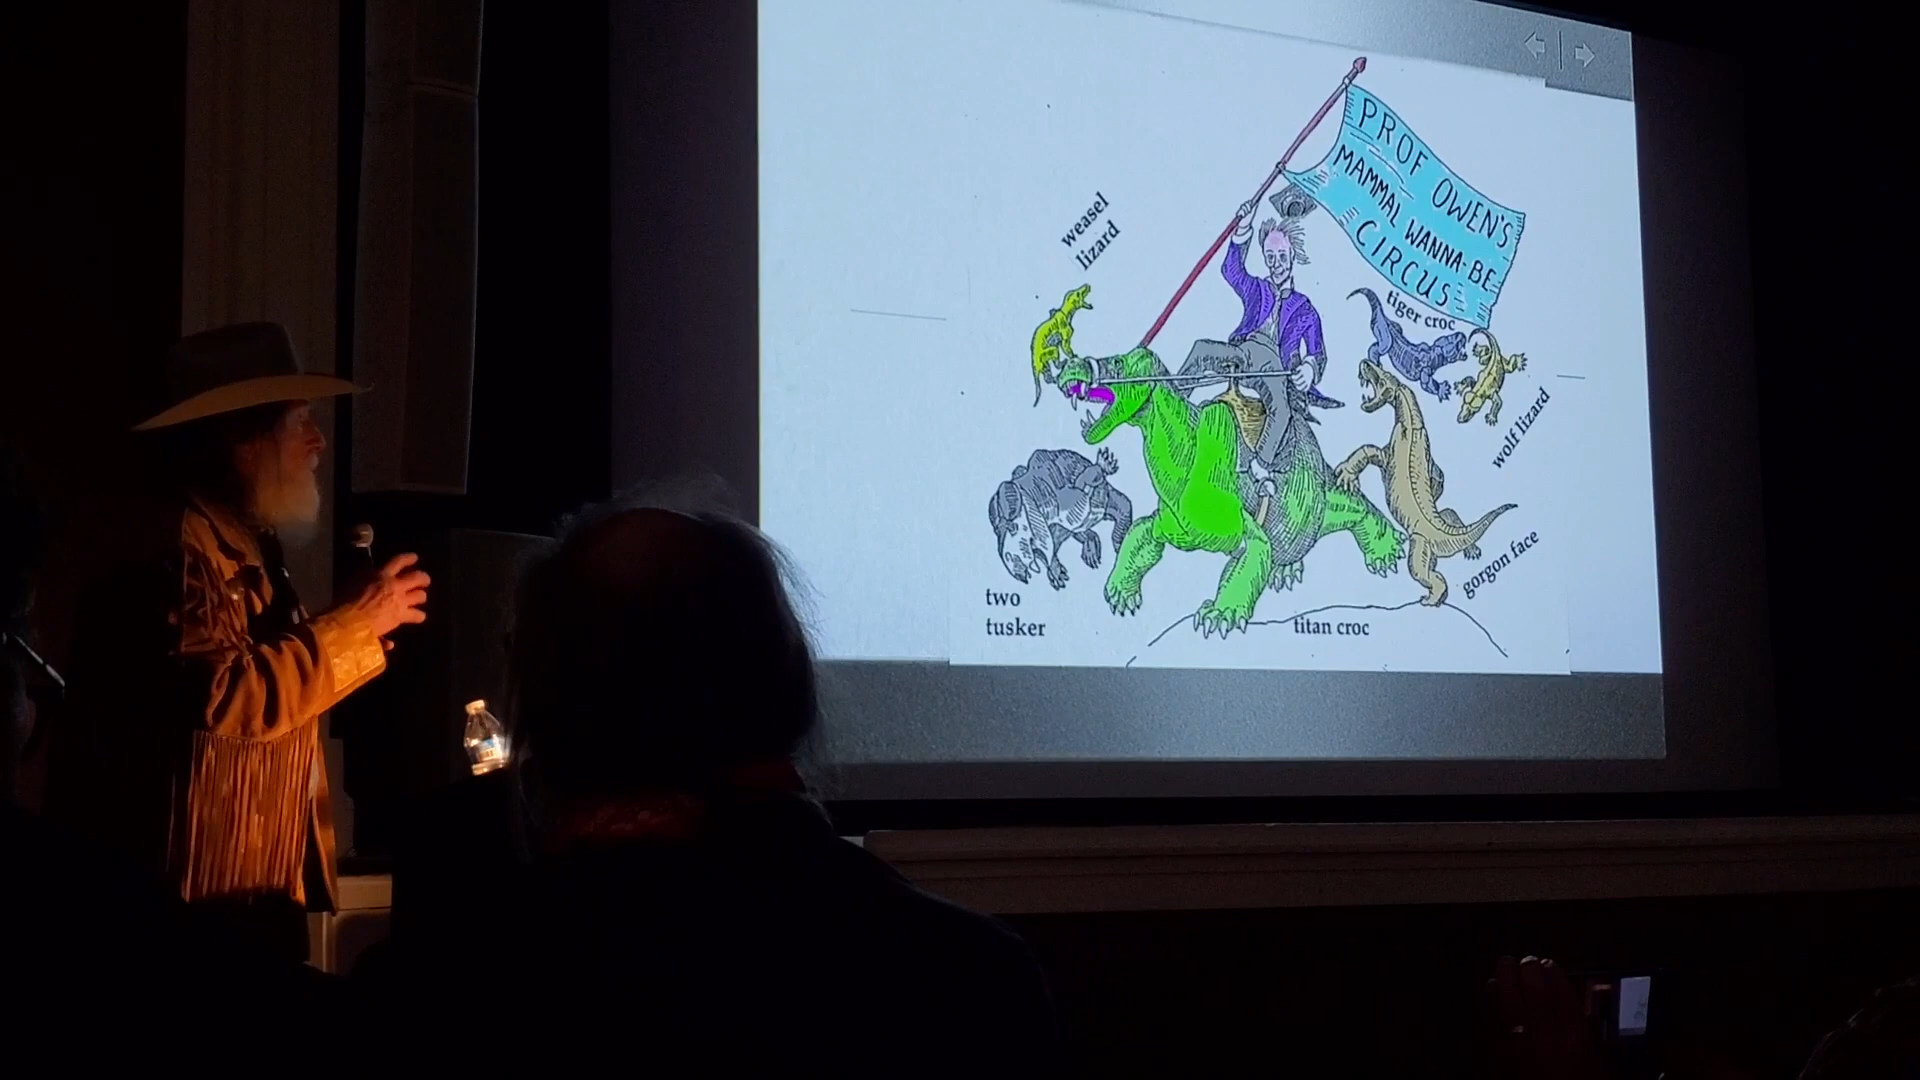 PROF OWEN'S
MAMMAL WANNA-BE
CIRCUS
weasel
lizard
tiger croc
wolf lizard
gorgon face
two
tusker
titan croc